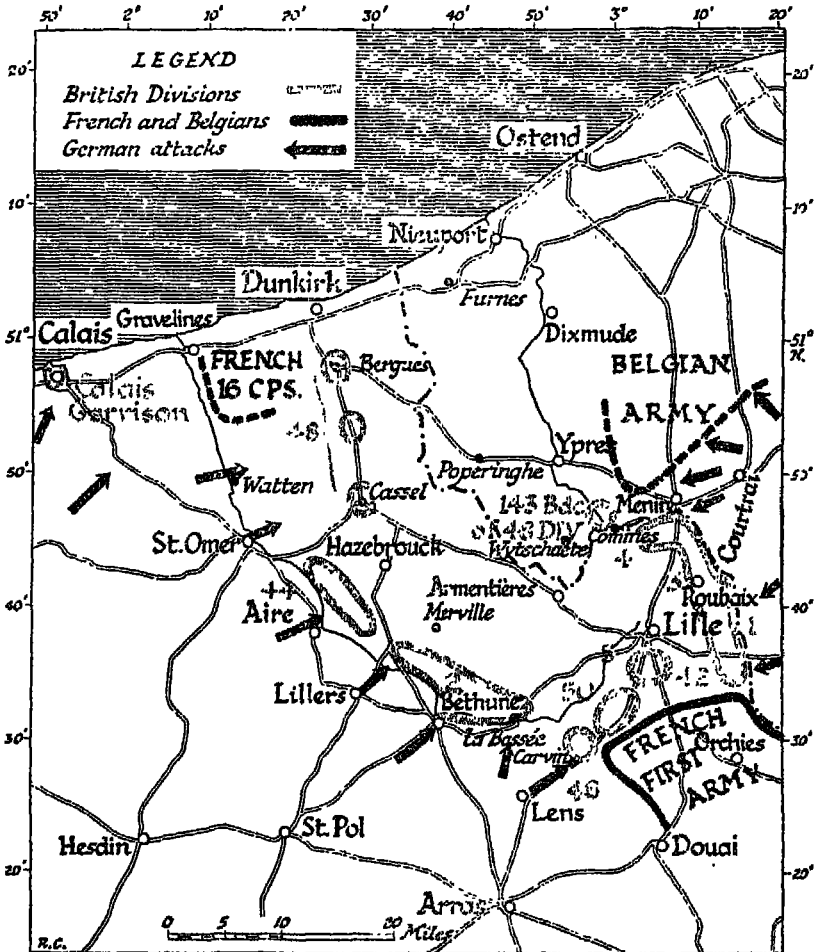 50' 2° 10' 20' 30' 40' 50' 3° 10' 20'
LEGEND
British Divisions
French and Belgians
German attacks
20' 20'
Ostend
10' 10'
Nieuport
Dunkirk
Furnes
Gravelines
Calais
Dixmude
51° 51°
N.
FRENCH
16 CPS.
Bergues
BELGIAN
ARMY
Calais
Garrison
48
Ypres
50' 50'
Watten
Cassel
Poperinghe
Menin
Courtrai
143 Bde
of 48 DIV
Wytschaete
Comines
4
St. Omer
Hazebrouck
44
Armentières
Merville
Roubaix
40' 40'
Aire
Lille
1
42
Lillers
2
50
Béthune
La Bassée
Carvin
30' 30'
FRENCH
FIRST
ARMY
Orchies
46
Lens
Hesdin
St. Pol
Douai
20' 20'
Arras
0 5 10 20
Miles
R.C.